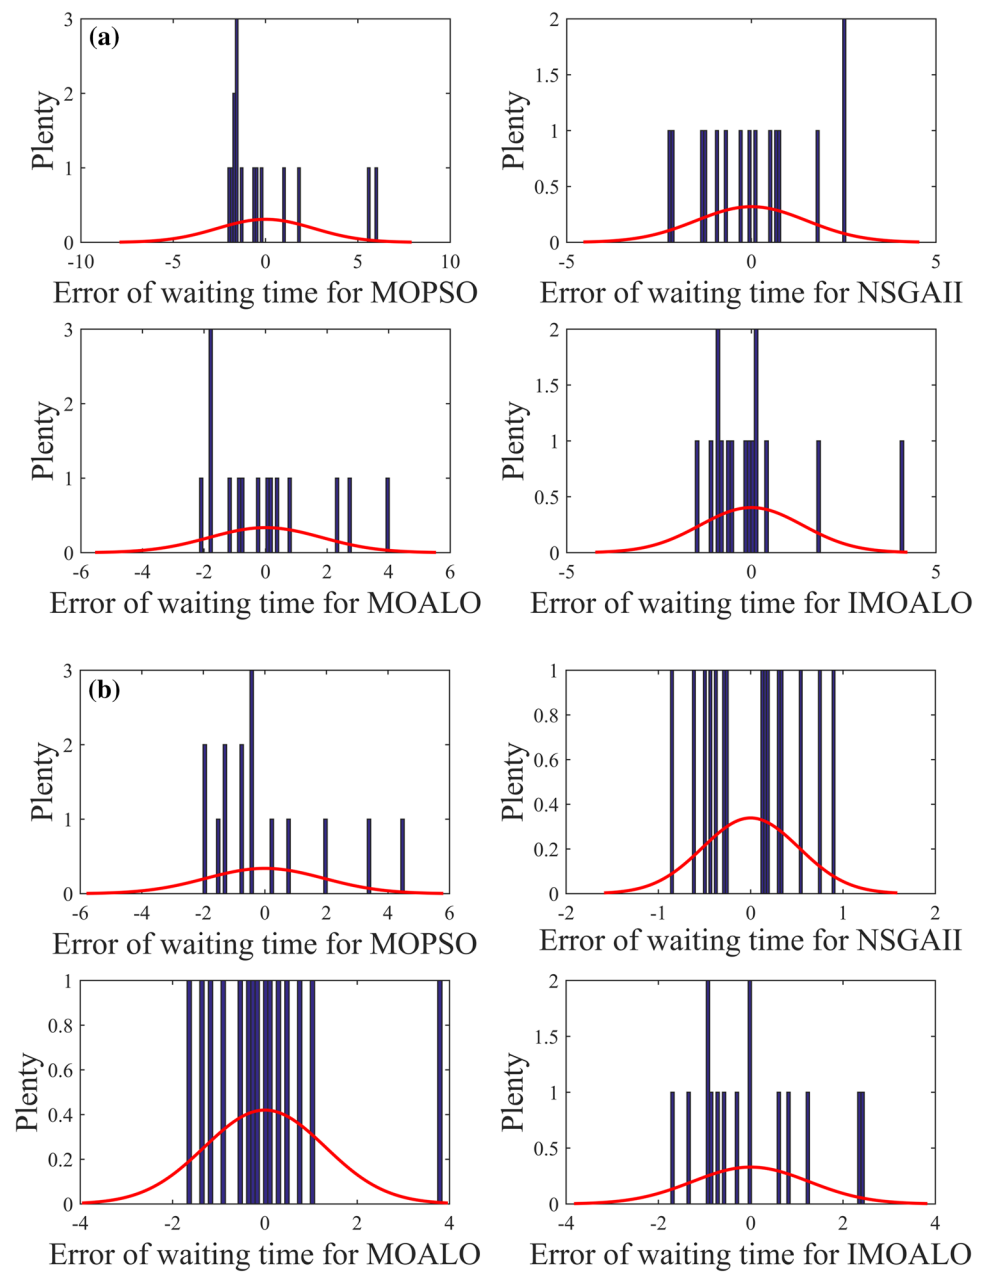 (a)
3
2
1
0
-10 -5 0 5 10
Plenty
Error of waiting time for MOPSO
2
1.5
1
0.5
0
-5 0 5
Plenty
Error of waiting time for NSGAII
3
2
1
0
-6 -4 -2 0 2 4 6
Plenty
Error of waiting time for MOALO
2
1.5
1
0.5
0
-5 0 5
Plenty
Error of waiting time for IMOALO
(b)
3
2
1
0
-6 -4 -2 0 2 4 6
Plenty
Error of waiting time for MOPSO
1
0.8
0.6
0.4
0.2
0
-2 -1 0 1 2
Plenty
Error of waiting time for NSGAII
1
0.8
0.6
0.4
0.2
0
-4 -2 0 2 4
Plenty
Error of waiting time for MOALO
2
1.5
1
0.5
0
-4 -2 0 2 4
Plenty
Error of waiting time for IMOALO